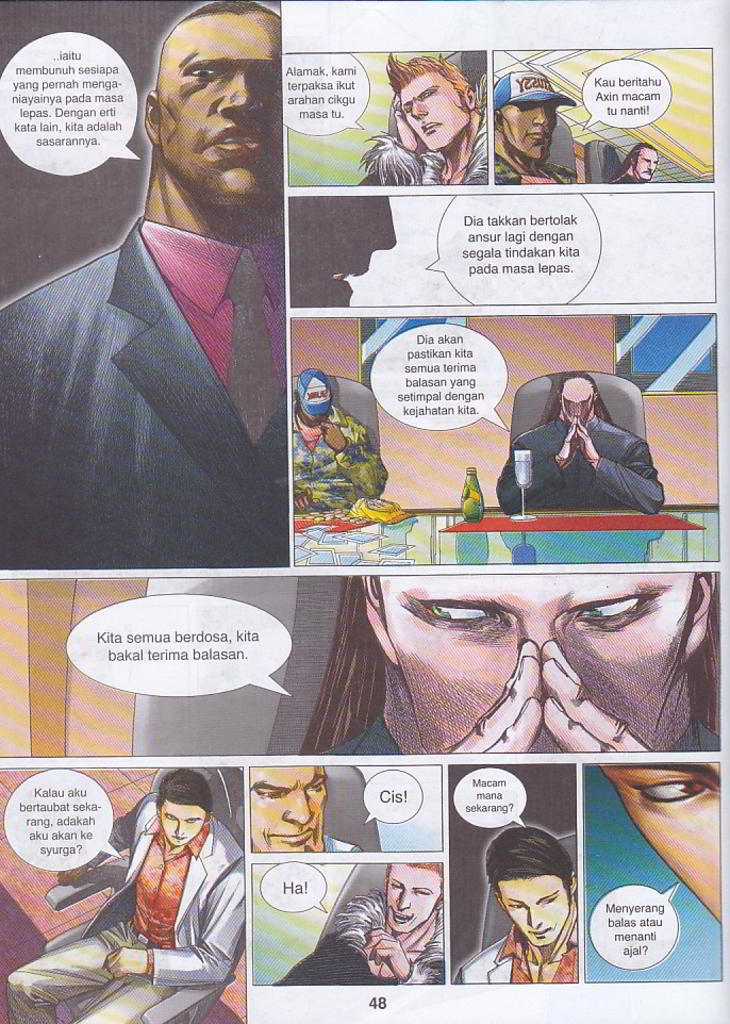 ..iaitu
membunuh sesiapa
yang pernah menga-
niayainya pada masa
lepas. Dengan erti
kata lain, kita adalah
sasarannya.
Alamak, kami
terpaksa ikut
arahan cikgu
masa tu.
Kau beritahu
Axin macam
tu nanti!
Dia takkan bertolak
ansur lagi dengan
segala tindakan kita
pada masa lepas.
Dia akan
pastikan kita
semua terima
balasan yang
setimpal dengan
kejahatan kita.
Kita semua berdosa, kita
bakal terima balasan.
Kalau aku
bertaubat seka-
rang, adakah
aku akan ke
syurga?
Cis!
Ha!
Macam
mana
sekarang?
Menyerang
balas atau
menanti
ajal?
48